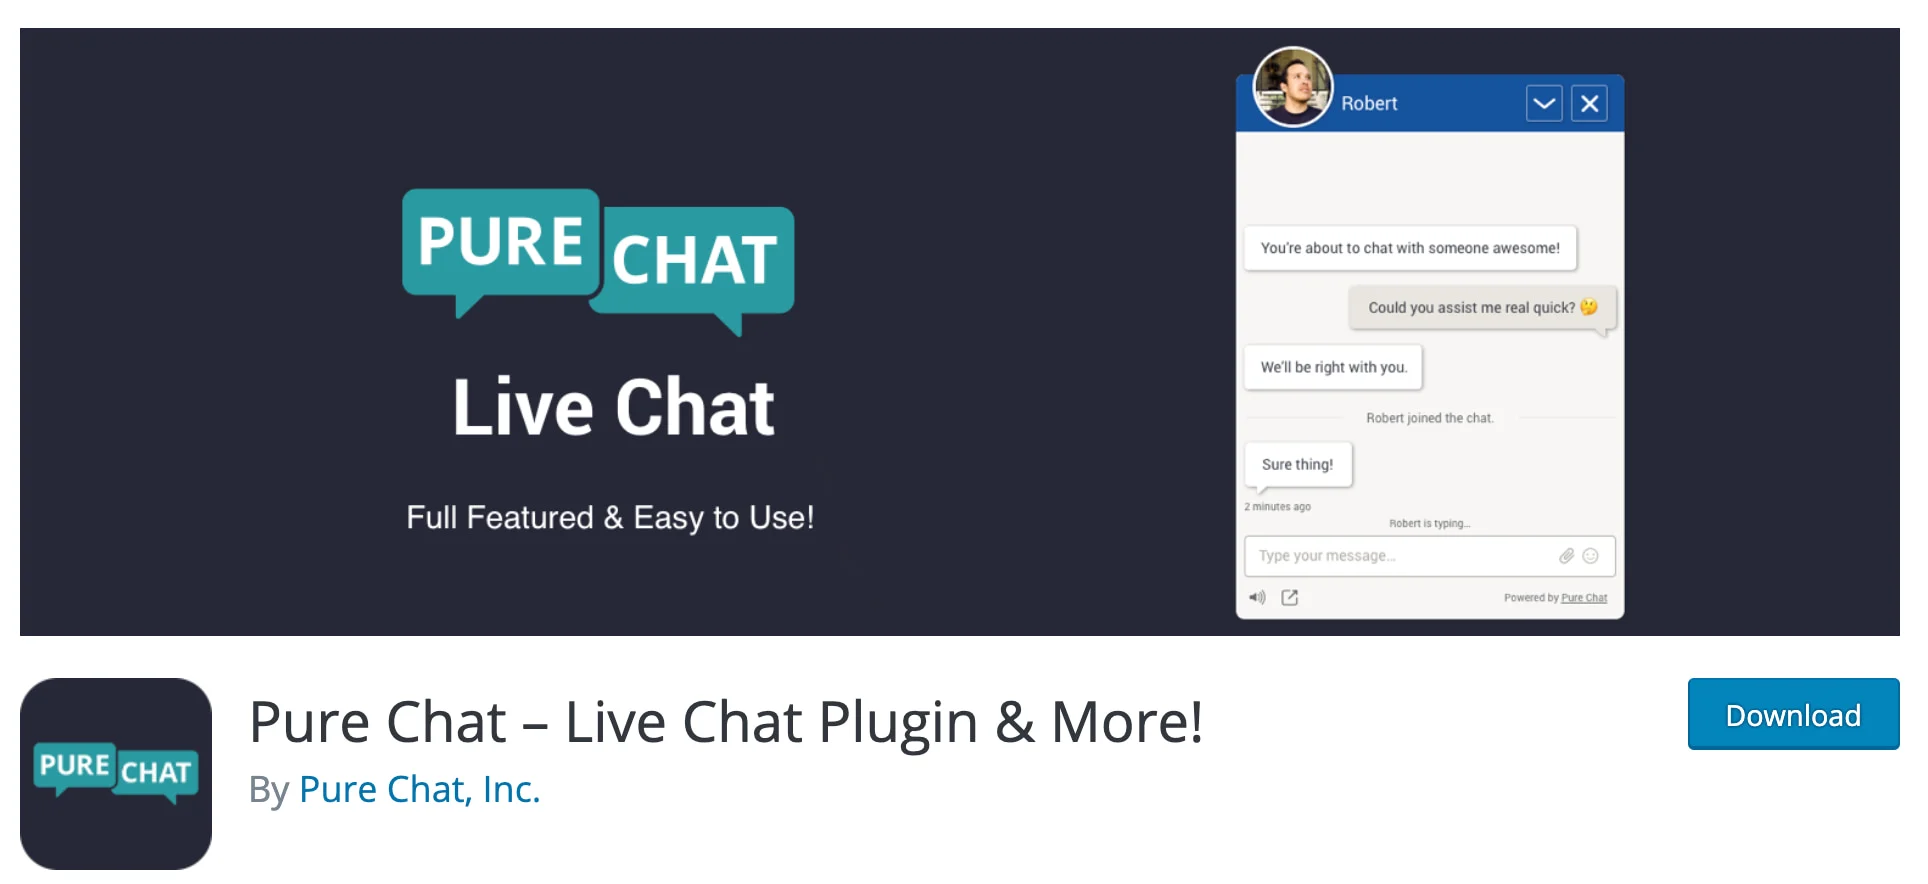 PURE CHAT
Live Chat
Full Featured & Easy to Use!
Robert
You're about to chat with someone awesome!
Could you assist me real quick? 🤔
We'll be right with you.
Robert joined the chat.
Sure thing!
2 minutes ago
Robert is typing...
Type your message...
Powered by Pure Chat
PURE CHAT
Pure Chat – Live Chat Plugin & More!
By Pure Chat, Inc.
Download